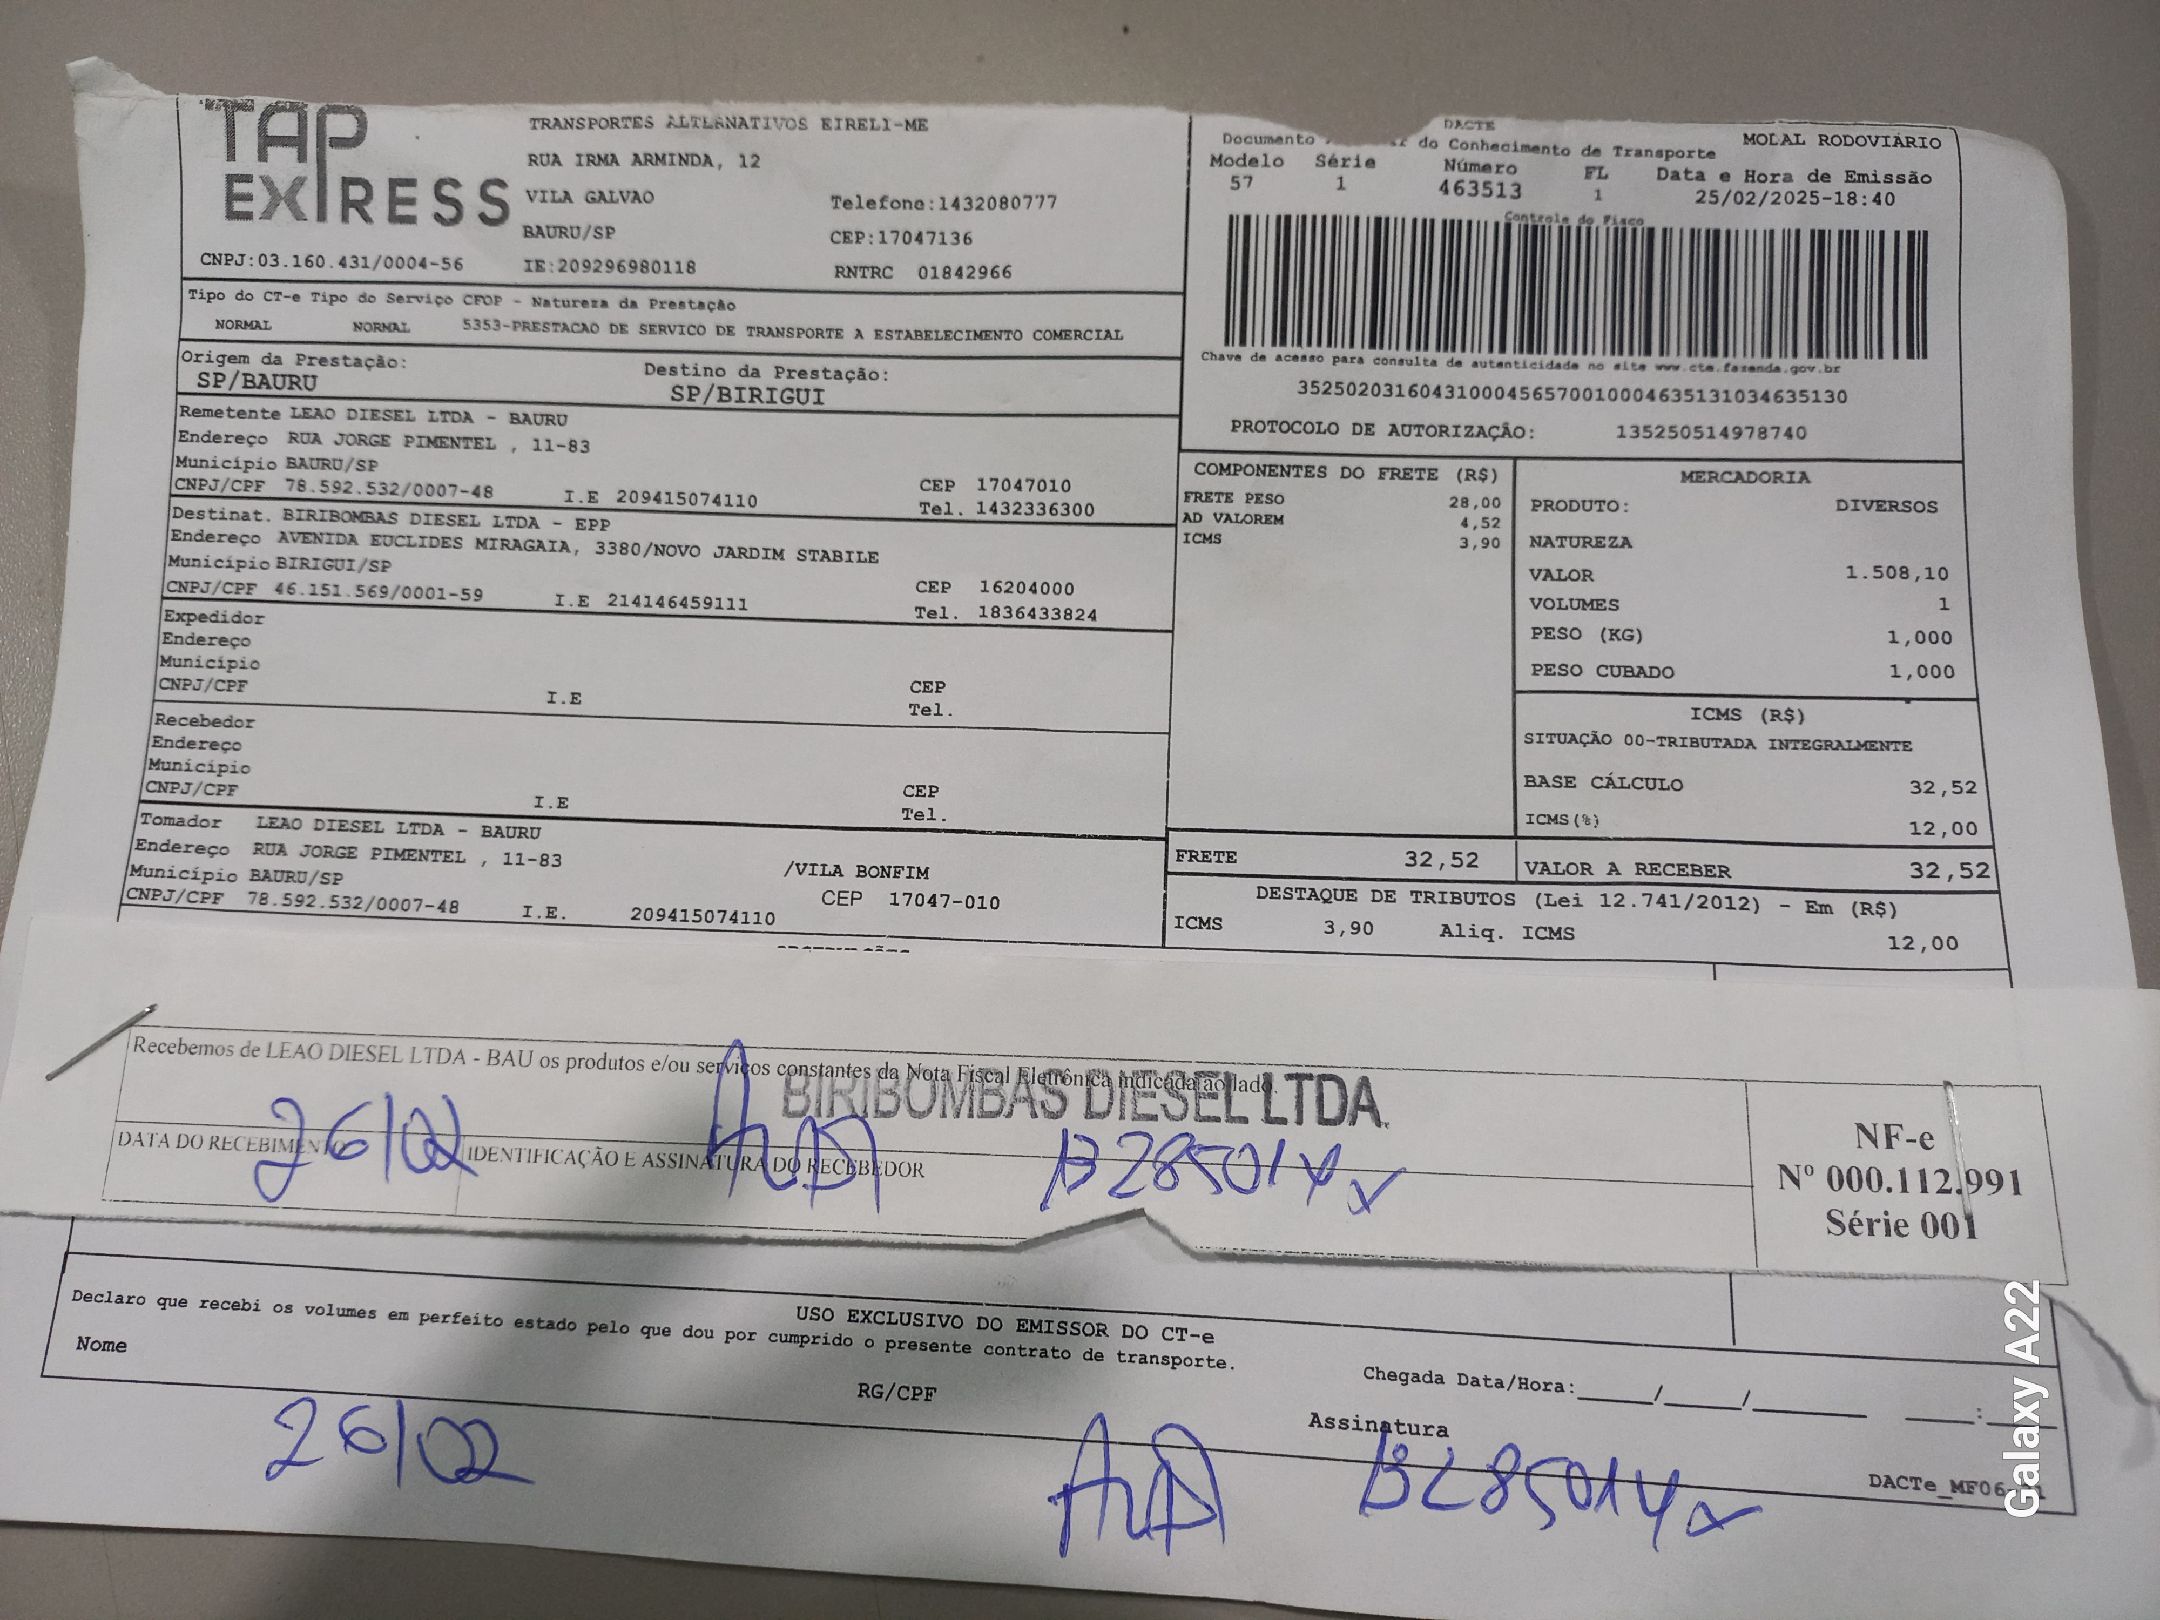 TAP EXPRESS
TRANSPORTES ALTERNATIVOS EIRELI-ME
RUA IRMA ARMINDA, 12
VILA GALVAO Telefone:1432080777
BAURU/SP CEP:17047136
CNPJ:03.160.431/0004-56 IE:209296980118 RNTRC 01842966
DACTE
Documento do Conhecimento de Transporte MODAL RODOVIÁRIO
Modelo Série Número FL Data e Hora de Emissão
57 1 463513 1 25/02/2025-18:40
Controle do Fisco
Chave de acesso para consulta de autenticidade no site www.cte.fazenda.gov.br
35250203160431000456570010004635131034635130
PROTOCOLO DE AUTORIZAÇÃO: 135250514978740
Tipo do CT-e Tipo do Serviço CFOP - Natureza da Prestação
NORMAL NORMAL 5353-PRESTACAO DE SERVICO DE TRANSPORTE A ESTABELECIMENTO COMERCIAL
Origem da Prestação: Destino da Prestação:
SP/BAURU SP/BIRIGUI
Remetente LEAO DIESEL LTDA - BAURU
Endereço RUA JORGE PIMENTEL , 11-83
Município BAURU/SP CEP 17047010
CNPJ/CPF 78.592.532/0007-48 I.E 209415074110 Tel. 1432336300
Destinat. BIRIBOMBAS DIESEL LTDA - EPP
Endereço AVENIDA EUCLIDES MIRAGAIA, 3380/NOVO JARDIM STABILE
Município BIRIGUI/SP CEP 16204000
CNPJ/CPF 46.151.569/0001-59 I.E 214146459111 Tel. 1836433824
Expedidor
Endereço
Município CEP
CNPJ/CPF I.E Tel.
Recebedor
Endereço
Município CEP
CNPJ/CPF I.E Tel.
Tomador LEAO DIESEL LTDA - BAURU
Endereço RUA JORGE PIMENTEL , 11-83 /VILA BONFIM
Município BAURU/SP CEP 17047-010
CNPJ/CPF 78.592.532/0007-48 I.E. 209415074110
COMPONENTES DO FRETE (R$)
FRETE PESO 28,00
AD VALOREM 4,52
ICMS 3,90
MERCADORIA
PRODUTO: DIVERSOS
NATUREZA
VALOR 1.508,10
VOLUMES 1
PESO (KG) 1,000
PESO CUBADO 1,000
ICMS (R$)
SITUAÇÃO 00-TRIBUTADA INTEGRALMENTE
BASE CÁLCULO 32,52
ICMS(%) 12,00
FRETE 32,52 VALOR A RECEBER 32,52
DESTAQUE DE TRIBUTOS (Lei 12.741/2012) - Em (R$)
ICMS 3,90 Aliq. ICMS 12,00
Recebemos de LEAO DIESEL LTDA - BAU os produtos e/ou serviços constantes da Nota Fiscal Eletrônica indicada ao lado.
BIRIBOMBAS DIESEL LTDA.
DATA DO RECEBIMENTO IDENTIFICAÇÃO E ASSINATURA DO RECEBEDOR
26/02
NF-e
Nº 000.112.991
Série 001
USO EXCLUSIVO DO EMISSOR DO CT-e
Declaro que recebi os volumes em perfeito estado pelo que dou por cumprido o presente contrato de transporte.
Nome RG/CPF Chegada Data/Hora:____/____/______ ____:____
Assinatura
26/02
DACTe_MF06
Galaxy A22